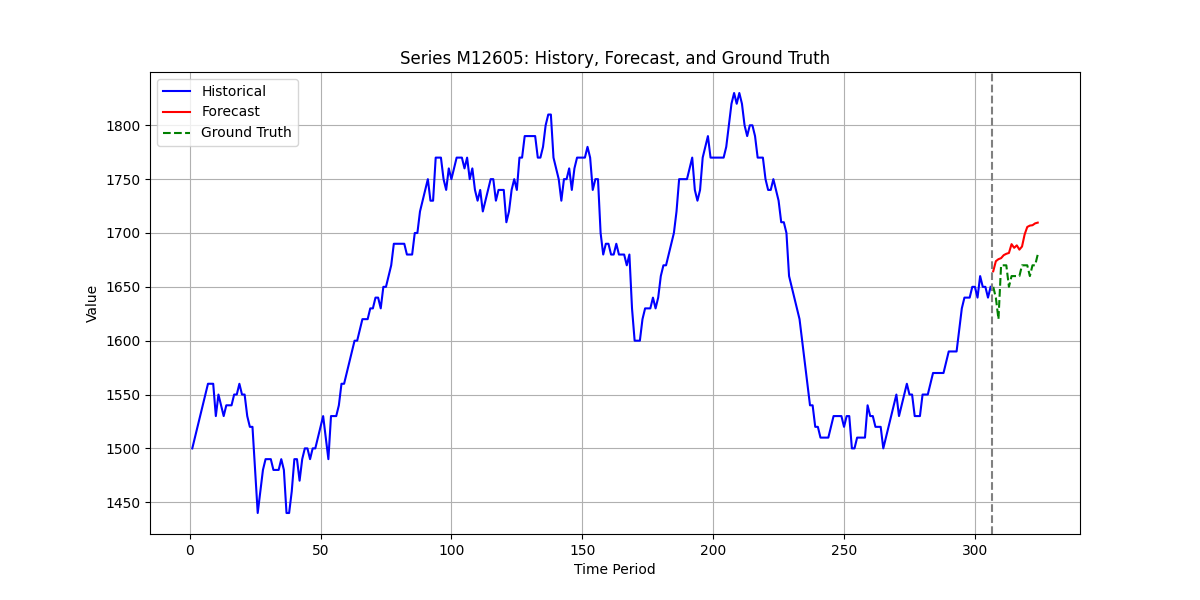 Series M12605: History, Forecast, and Ground Truth
Historical
Forecast
Ground Truth
1800
1750
1700
1650
1600
1550
1500
1450
Value
0 50 100 150 200 250 300
Time Period